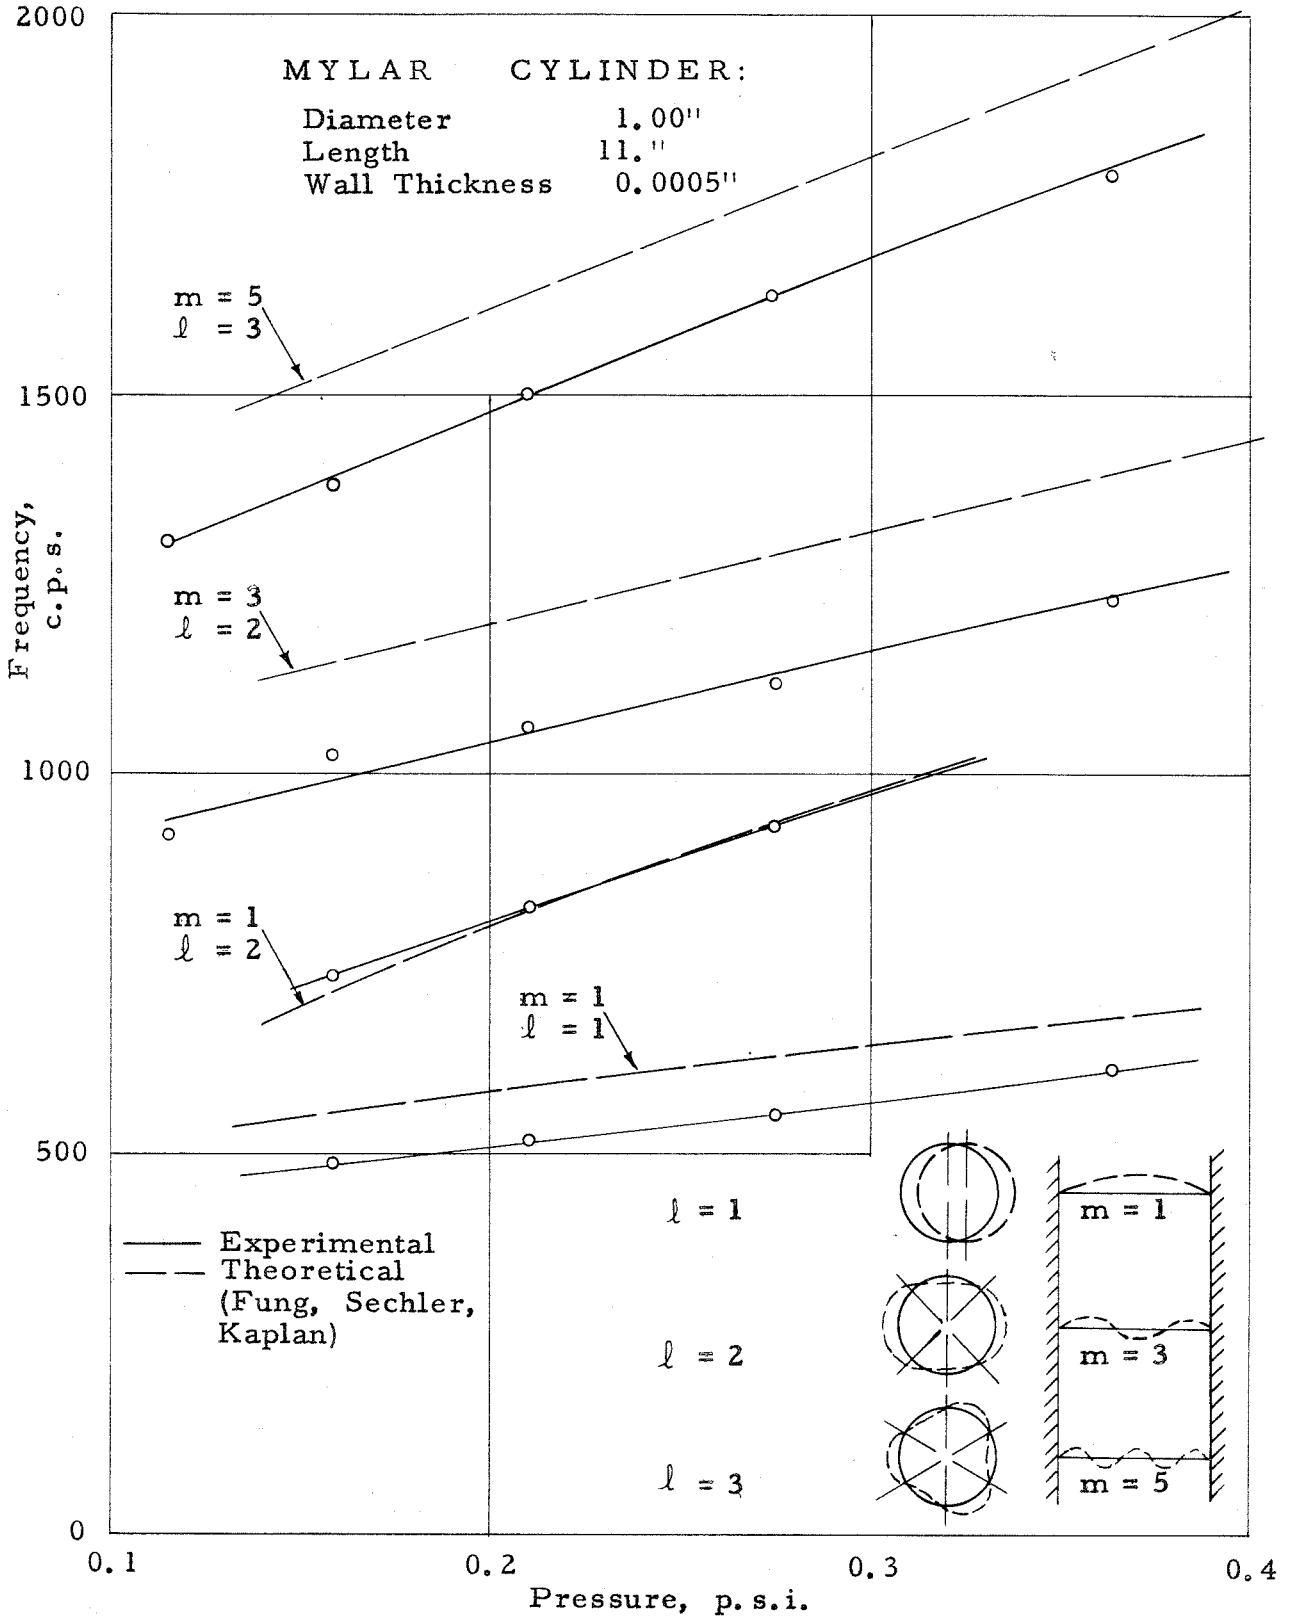 2000
MYLAR CYLINDER:
Diameter 1.00"
Length 11."
Wall Thickness 0.0005"
m = 5
ℓ = 3
1500
Frequency,
c.p.s.
m = 3
ℓ = 2
1000
m = 1
ℓ = 2
m = 1
ℓ = 1
500
ℓ = 1
m = 1
Experimental
Theoretical
(Fung, Sechler,
Kaplan)
ℓ = 2
m = 3
ℓ = 3
m = 5
0
0.1 0.2 0.3 0.4
Pressure, p.s.i.